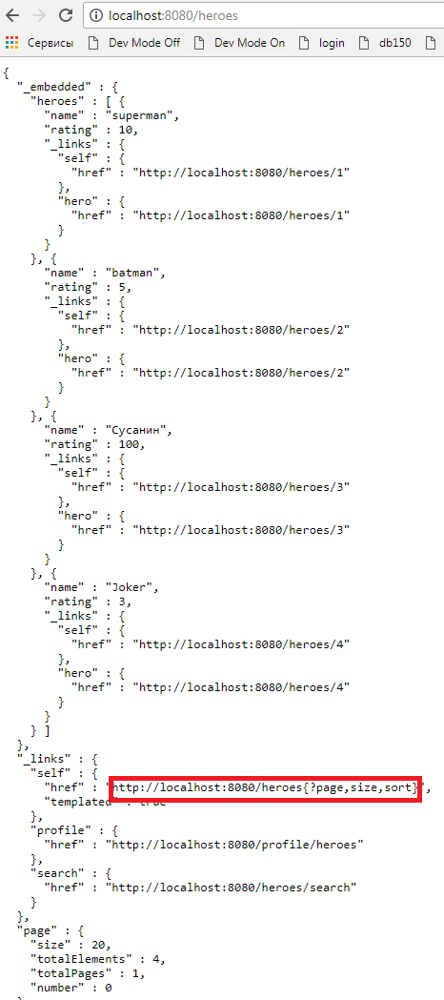 localhost:8080/heroes
Сервисы Dev Mode Off Dev Mode On login db150
{
  "_embedded" : {
    "heroes" : [ {
      "name" : "superman",
      "rating" : 10,
      "_links" : {
        "self" : {
          "href" : "http://localhost:8080/heroes/1"
        },
        "hero" : {
          "href" : "http://localhost:8080/heroes/1"
        }
      }
    }, {
      "name" : "batman",
      "rating" : 5,
      "_links" : {
        "self" : {
          "href" : "http://localhost:8080/heroes/2"
        },
        "hero" : {
          "href" : "http://localhost:8080/heroes/2"
        }
      }
    }, {
      "name" : "Сусанин",
      "rating" : 100,
      "_links" : {
        "self" : {
          "href" : "http://localhost:8080/heroes/3"
        },
        "hero" : {
          "href" : "http://localhost:8080/heroes/3"
        }
      }
    }, {
      "name" : "Joker",
      "rating" : 3,
      "_links" : {
        "self" : {
          "href" : "http://localhost:8080/heroes/4"
        },
        "hero" : {
          "href" : "http://localhost:8080/heroes/4"
        }
      }
    } ]
  },
  "_links" : {
    "self" : {
      "href" : "http://localhost:8080/heroes{?page,size,sort}",
      "templated" : true
    },
    "profile" : {
      "href" : "http://localhost:8080/profile/heroes"
    },
    "search" : {
      "href" : "http://localhost:8080/heroes/search"
    }
  },
  "page" : {
    "size" : 20,
    "totalElements" : 4,
    "totalPages" : 1,
    "number" : 0